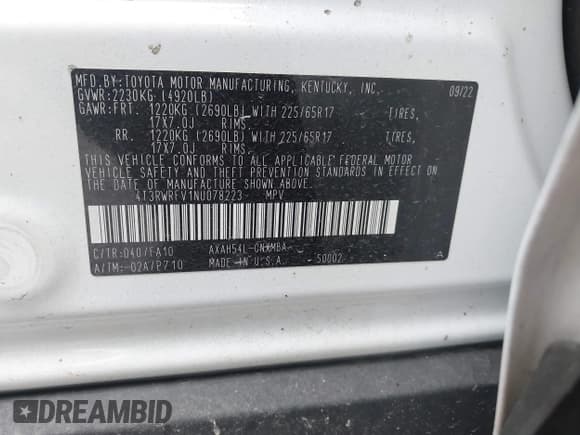 MFD.BY:TOYOTA MOTOR MANUFACTURING, KENTUCKY, INC.
GVWR:2230KG (4920LB) 09/22
GAWR:FRT. 1220KG (2690LB) WITH 225/65R17 TIRES,
17X7.0J RIMS.
RR. 1220KG (2690LB) WITH 225/65R17 TIRES,
17X7.0J RIMS.
THIS VEHICLE CONFORMS TO ALL APPLICABLE FEDERAL MOTOR
VEHICLE SAFETY AND THEFT PREVENTION STANDARDS IN EFFECT ON
THE DATE OF MANUFACTURE SHOWN ABOVE.
4T3RWRFV1NU078223 MPV
C/TR:040/FA10 AXAH54L-CNXMBA
A/TM:-02A/P710 MADE IN U.S.A. 50002 A
DREAMBID